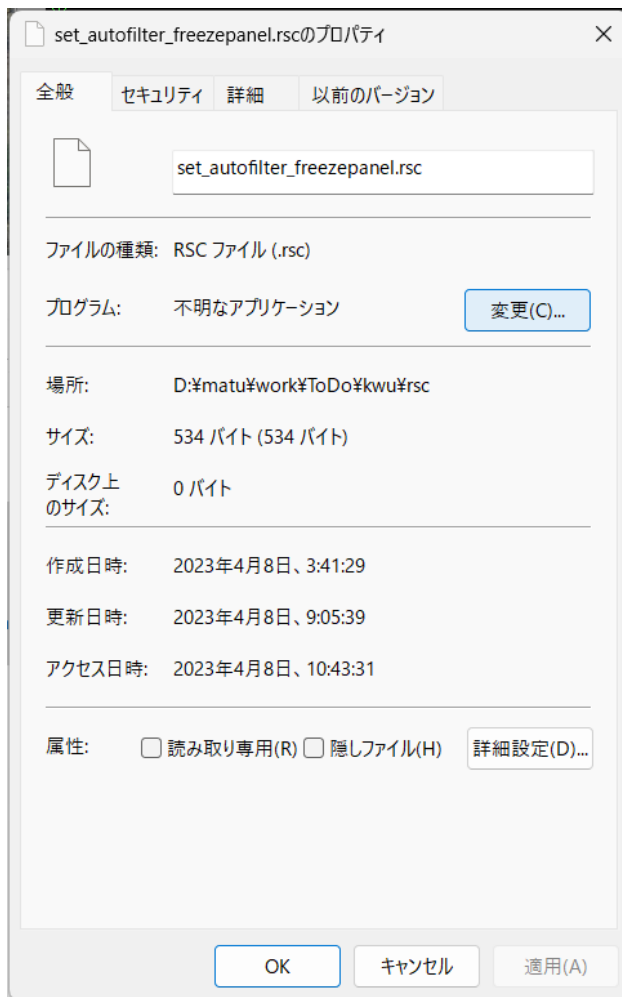 set_autofilter_freezepanel.rscのプロパティ
全般 セキュリティ 詳細 以前のバージョン
set_autofilter_freezepanel.rsc
ファイルの種類: RSC ファイル (.rsc)
プログラム: 不明なアプリケーション 変更(C)...
場所: D:¥matu¥work¥ToDo¥kwu¥rsc
サイズ: 534 バイト (534 バイト)
ディスク上
のサイズ: 0 バイト
作成日時: 2023年4月8日、3:41:29
更新日時: 2023年4月8日、9:05:39
アクセス日時: 2023年4月8日、10:43:31
属性: 読み取り専用(R) 隠しファイル(H) 詳細設定(D)...
OK キャンセル 適用(A)